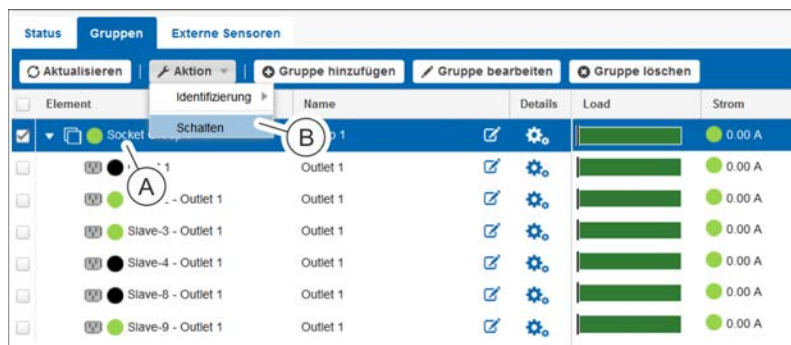 Status Gruppen Externe Sensoren
Aktualisieren Aktion Gruppe hinzufügen Gruppe bearbeiten Gruppe löschen
Element Identifizierung Name Details Load Strom
Schalten
Socket 1 0.00 A
B
A
1 Outlet 1 0.00 A
- Outlet 1 Outlet 1 0.00 A
Slave-3 - Outlet 1 Outlet 1 0.00 A
Slave-4 - Outlet 1 Outlet 1 0.00 A
Slave-8 - Outlet 1 Outlet 1 0.00 A
Slave-9 - Outlet 1 Outlet 1 0.00 A